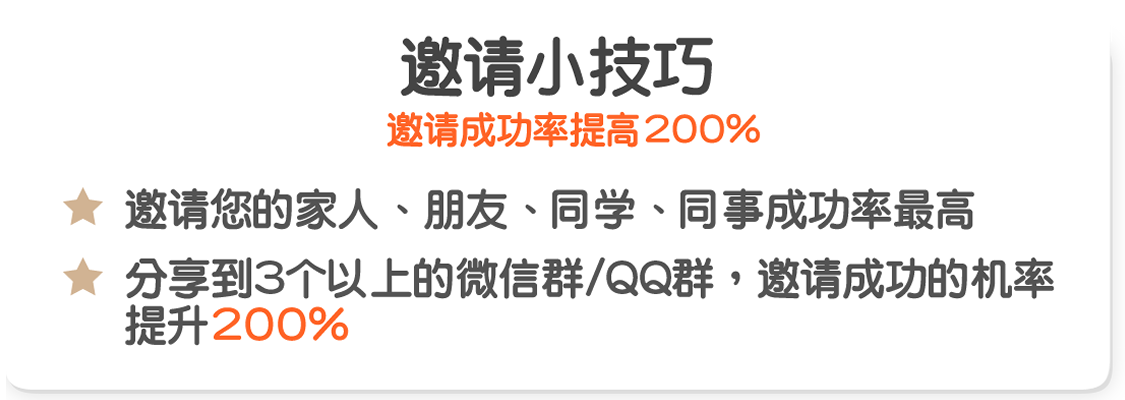 邀请小技巧
邀请成功率提高200%
邀请您的家人、朋友、同学、同事成功率最高
分享到3个以上的微信群/QQ群，邀请成功的机率
提升200%